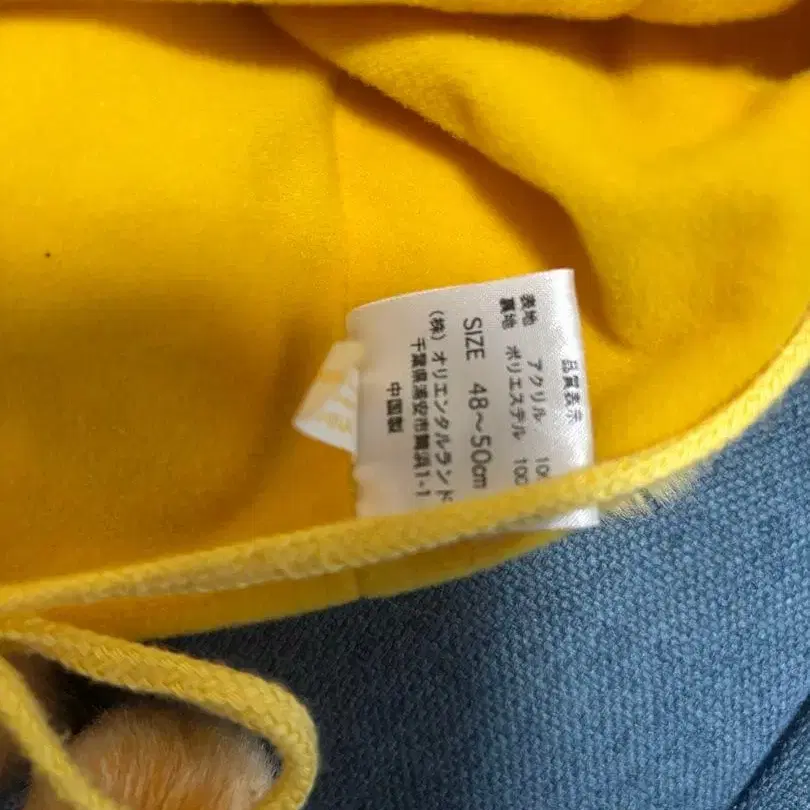 品質表示
表地 アクリル 100
裏地 ポリエステル 100
SIZE 48～50cm
(株)オリエンタルランド
千葉県浦安市舞浜1-1
中国製